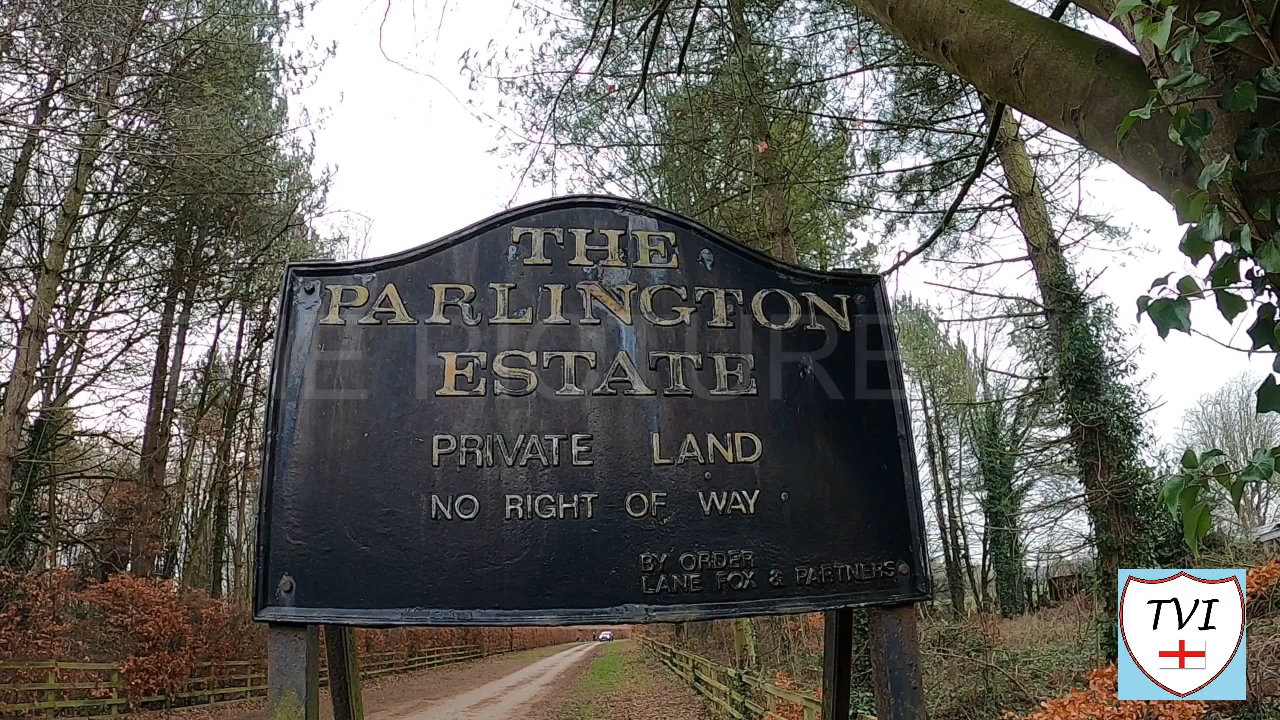 THE
PARLINGTON
ESTATE
PRIVATE LAND
NO RIGHT OF WAY
BY ORDER
LANE FOX & PARTNERS
TVI